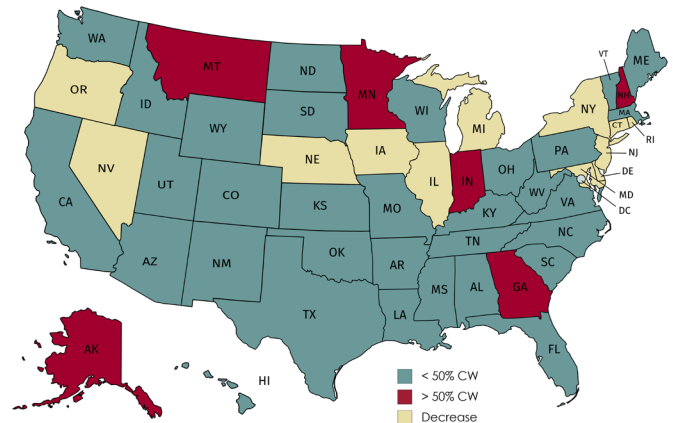 WA
MT
ND
MN
VT
ME
OR
ID
SD
WI
NH
NY
MA
WY
MI
CT
RI
NV
NE
IA
PA
NJ
IL
IN
OH
DE
UT
CO
WV
MD
CA
KS
MO
KY
VA
DC
NC
TN
OK
AZ
NM
AR
SC
MS
AL
GA
TX
LA
AK
FL
HI
< 50% CW
> 50% CW
Decrease